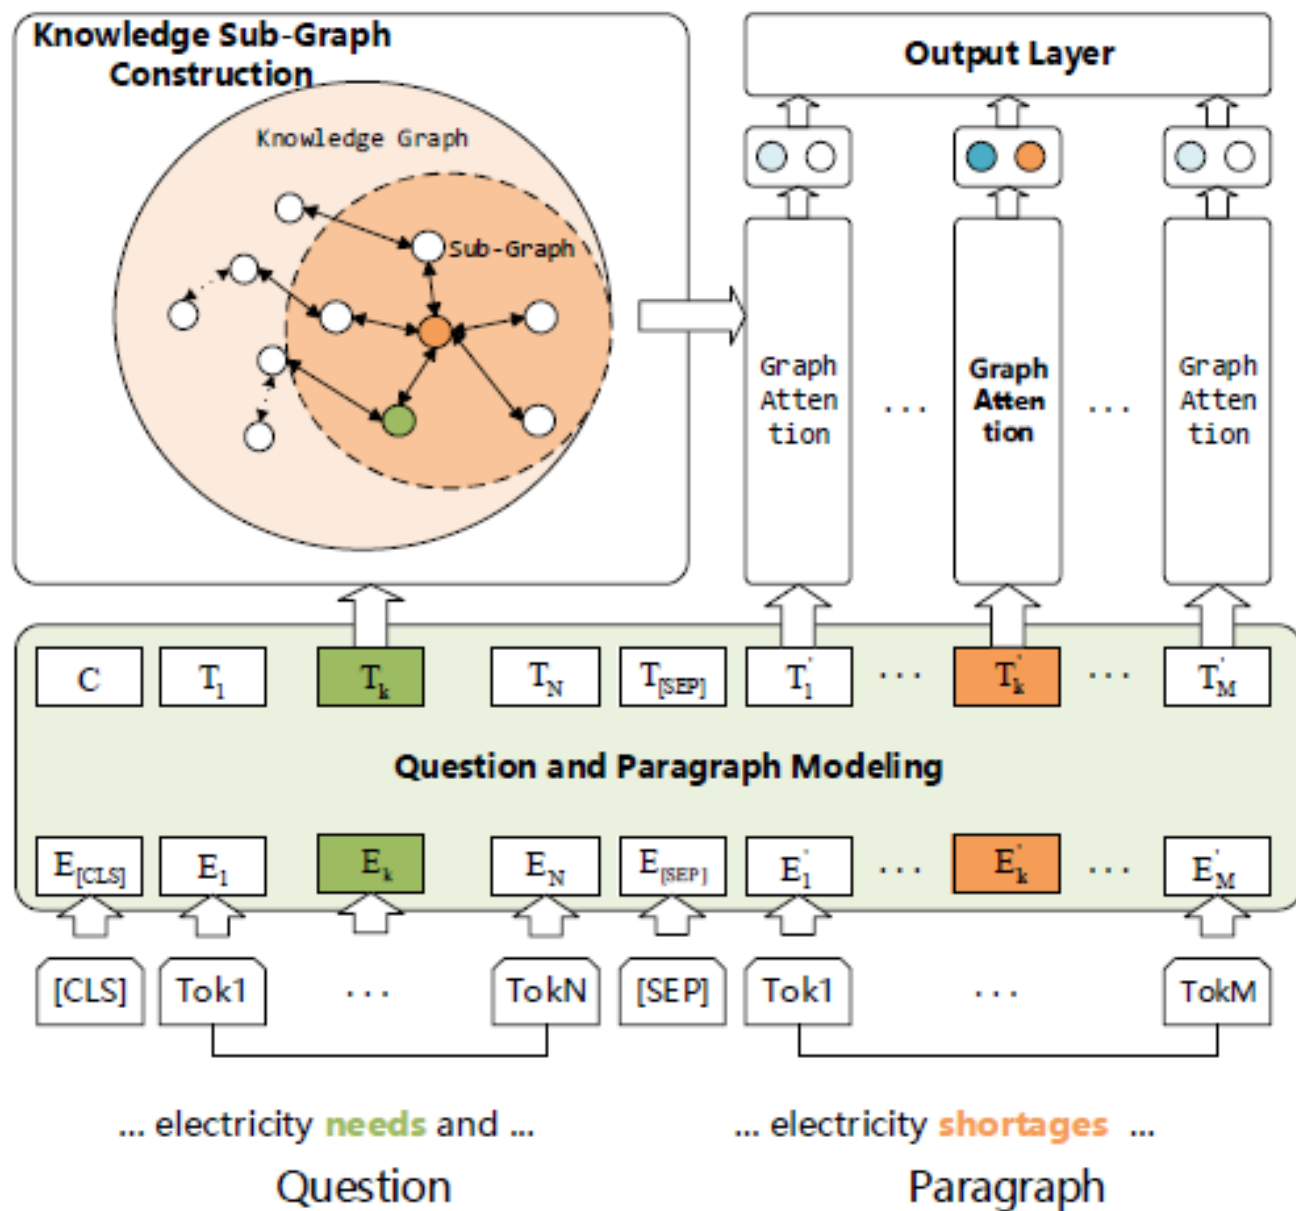 Knowledge Sub-Graph
Construction
Knowledge Graph
Sub-Graph
Output Layer
Graph
Atten
tion
...
Graph
Atten
tion
...
Graph
Atten
tion
C
T1
Tk
TN
T[SEP]
T'1
...
T'k
...
T'M
Question and Paragraph Modeling
E[CLS]
E1
Ek
EN
E[SEP]
E'1
...
E'k
...
E'M
[CLS]
Tok1
...
TokN
[SEP]
Tok1
...
TokM
... electricity needs and ...
... electricity shortages ...
Question
Paragraph